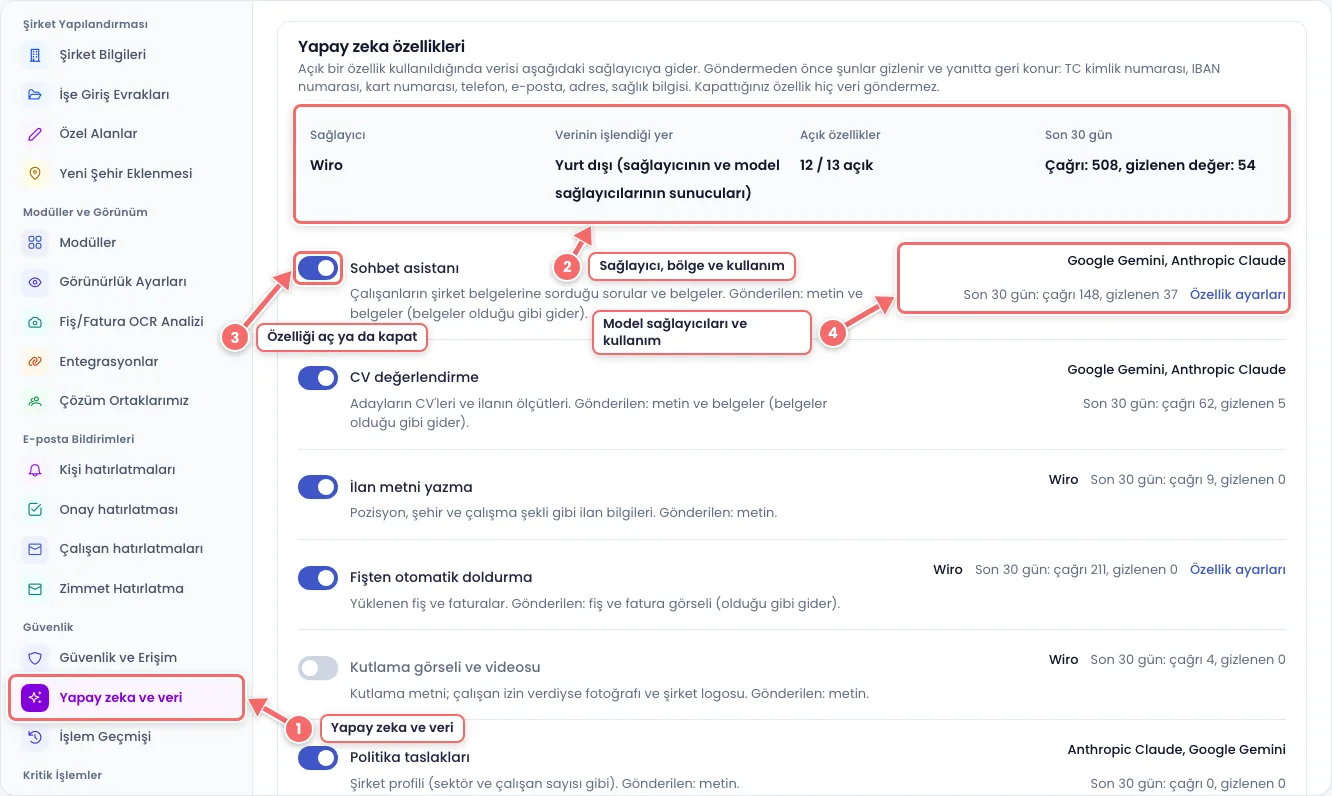 Şirket Yapılandırması
Şirket Bilgileri
İşe Giriş Evrakları
Özel Alanlar
Yeni Şehir Eklenmesi
Modüller ve Görünüm
Modüller
Görünürlük Ayarları
Fiş/Fatura OCR Analizi
Entegrasyonlar
Çözüm Ortaklarımız
E-posta Bildirimleri
Kişi hatırlatmaları
Onay hatırlatması
Çalışan hatırlatmaları
Zimmet Hatırlatma
Güvenlik
Güvenlik ve Erişim
Yapay zeka ve veri
İşlem Geçmişi
Kritik İşlemler
1
Yapay zeka ve veri
Yapay zeka özellikleri
Açık bir özellik kullanıldığında verisi aşağıdaki sağlayıcıya gider. Göndermeden önce şunlar gizlenir ve yanıtta geri konur: TC kimlik numarası, IBAN
numarası, kart numarası, telefon, e-posta, adres, sağlık bilgisi. Kapattığınız özellik hiç veri göndermez.
Sağlayıcı
Wiro
Verinin işlendiği yer
Yurt dışı (sağlayıcının ve model
sağlayıcılarının sunucuları)
Açık özellikler
12 / 13 açık
Son 30 gün
Çağrı: 508, gizlenen değer: 54
2
Sağlayıcı, bölge ve kullanım
3
Özelliği aç ya da kapat
Sohbet asistanı
Çalışanların şirket belgelerine sorduğu sorular ve belgeler. Gönderilen: metin ve
belgeler (belgeler olduğu gibi gider).
Model sağlayıcıları ve
kullanım
4
Google Gemini, Anthropic Claude
Son 30 gün: çağrı 148, gizlenen 37 Özellik ayarları
CV değerlendirme
Adayların CV'leri ve ilanın ölçütleri. Gönderilen: metin ve belgeler (belgeler
olduğu gibi gider).
Google Gemini, Anthropic Claude
Son 30 gün: çağrı 62, gizlenen 5
İlan metni yazma
Pozisyon, şehir ve çalışma şekli gibi ilan bilgileri. Gönderilen: metin.
Wiro Son 30 gün: çağrı 9, gizlenen 0
Fişten otomatik doldurma
Yüklenen fiş ve faturalar. Gönderilen: fiş ve fatura görseli (olduğu gibi gider).
Wiro Son 30 gün: çağrı 211, gizlenen 0 Özellik ayarları
Kutlama görseli ve videosu
Kutlama metni; çalışan izin verdiyse fotoğrafı ve şirket logosu. Gönderilen: metin.
Wiro Son 30 gün: çağrı 4, gizlenen 0
Politika taslakları
Şirket profili (sektör ve çalışan sayısı gibi). Gönderilen: metin.
Anthropic Claude, Google Gemini
Son 30 gün: çağrı 0, gizlenen 0